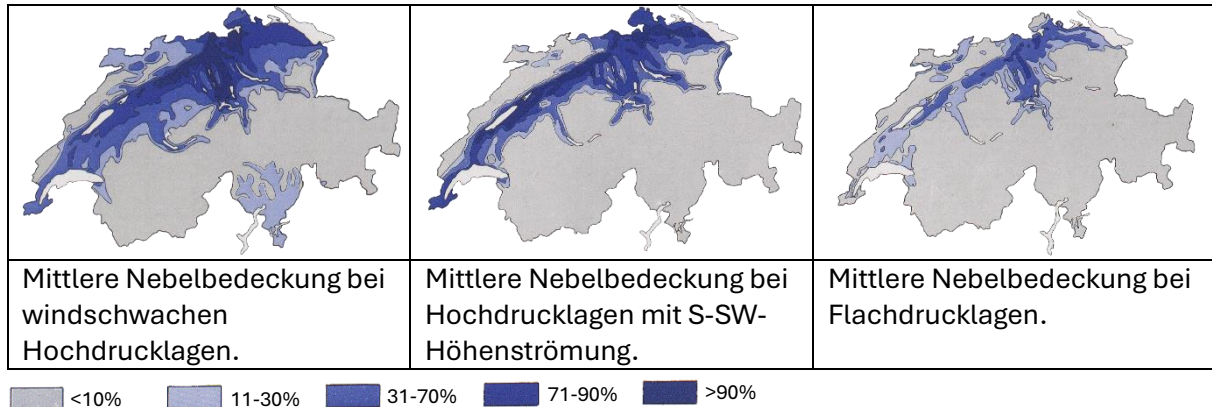 Mittlere Nebelbedeckung bei
windschwachen
Hochdrucklagen.
Mittlere Nebelbedeckung bei
Hochdrucklagen mit S-SW-
Höhenströmung.
Mittlere Nebelbedeckung bei
Flachdrucklagen.
<10% 11-30% 31-70% 71-90% >90%